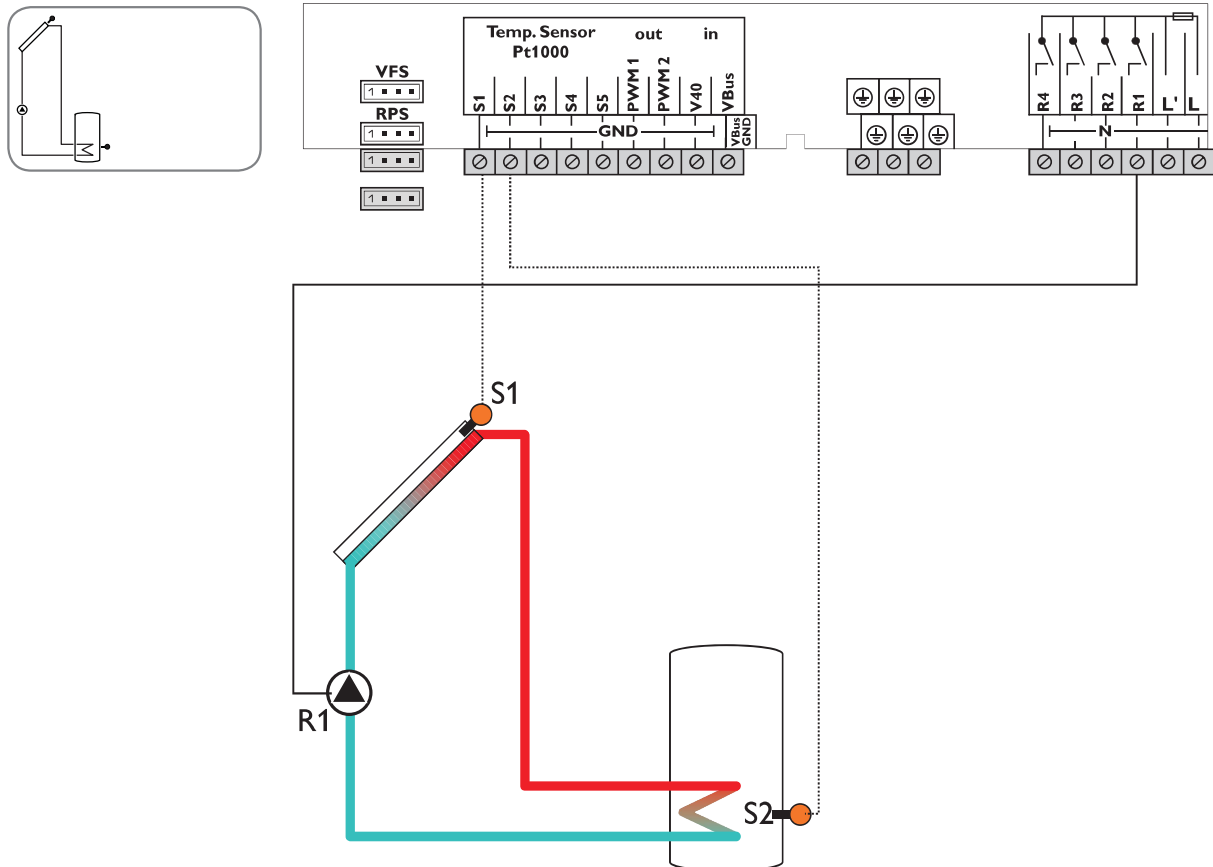 Temp. Sensor out in
Pt1000
VFS
1
RPS
1
1
1
S1 S2 S3 S4 S5 PWM 1 PWM 2 V40 VBus
GND
VBus
GND
R4 R3 R2 R1 L' L
N
S1
R1
S2